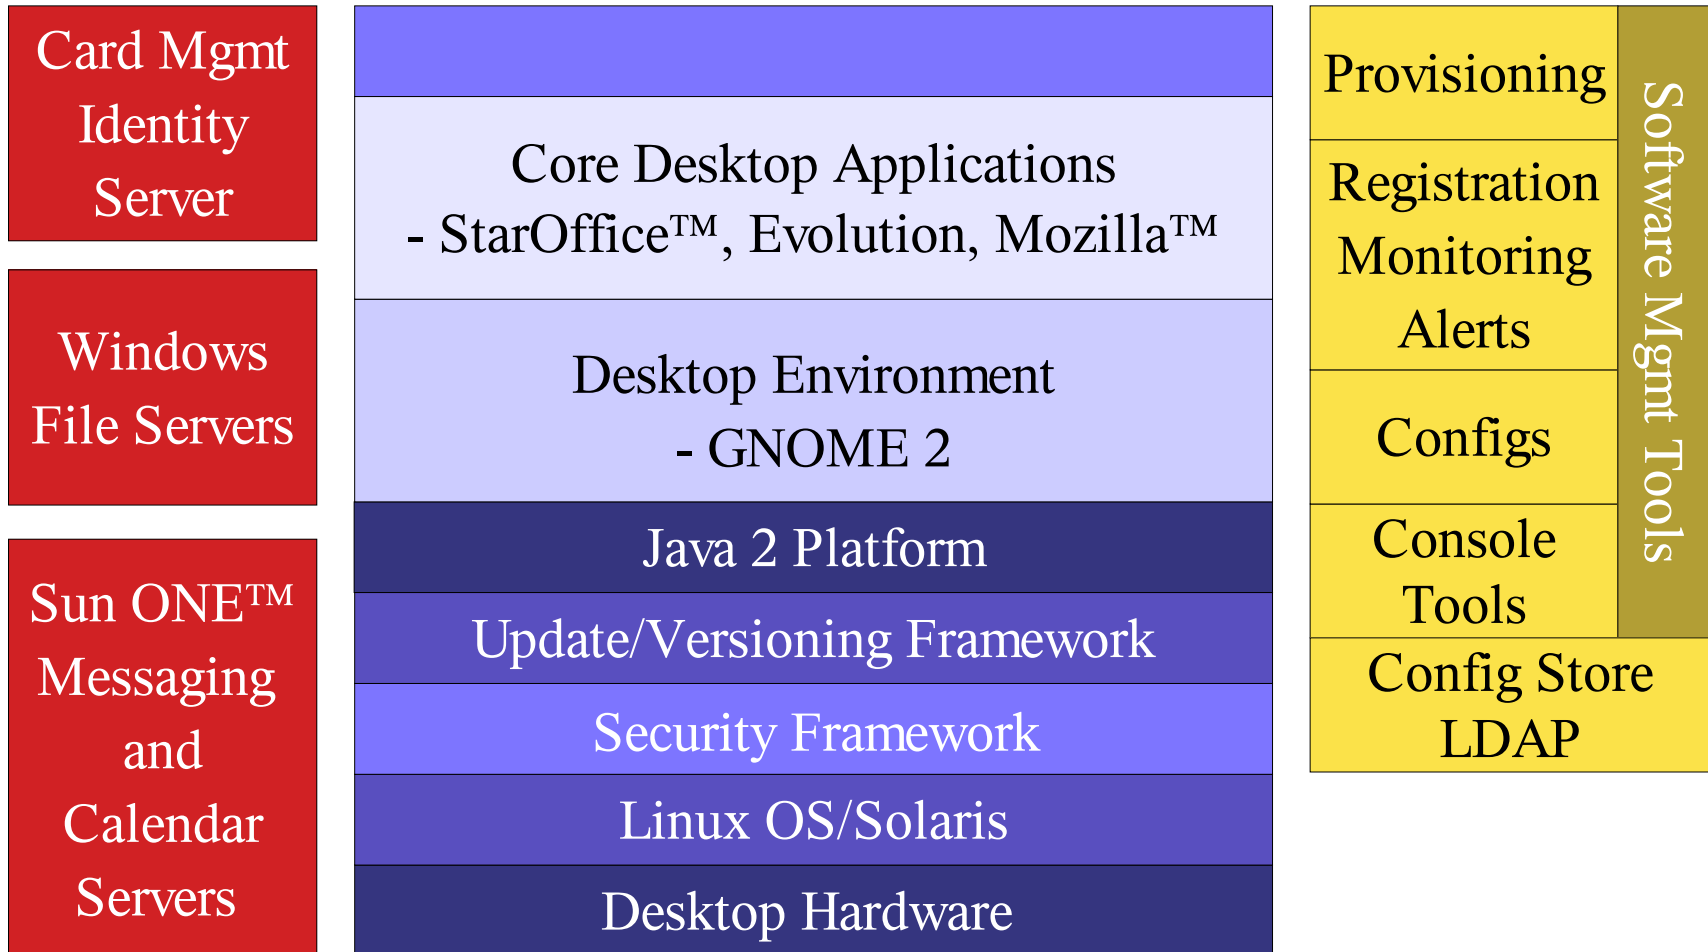 Card Mgmt
Identity
Server
Windows
File Servers
Sun ONE™
Messaging
and
Calendar
Servers
Core Desktop Applications
- StarOffice™, Evolution, Mozilla™
Desktop Environment
- GNOME 2
Java 2 Platform
Update/Versioning Framework
Security Framework
Linux OS/Solaris
Desktop Hardware
Provisioning
Registration
Monitoring
Alerts
Configs
Console
Tools
Config Store
LDAP
Software Mgmt Tools